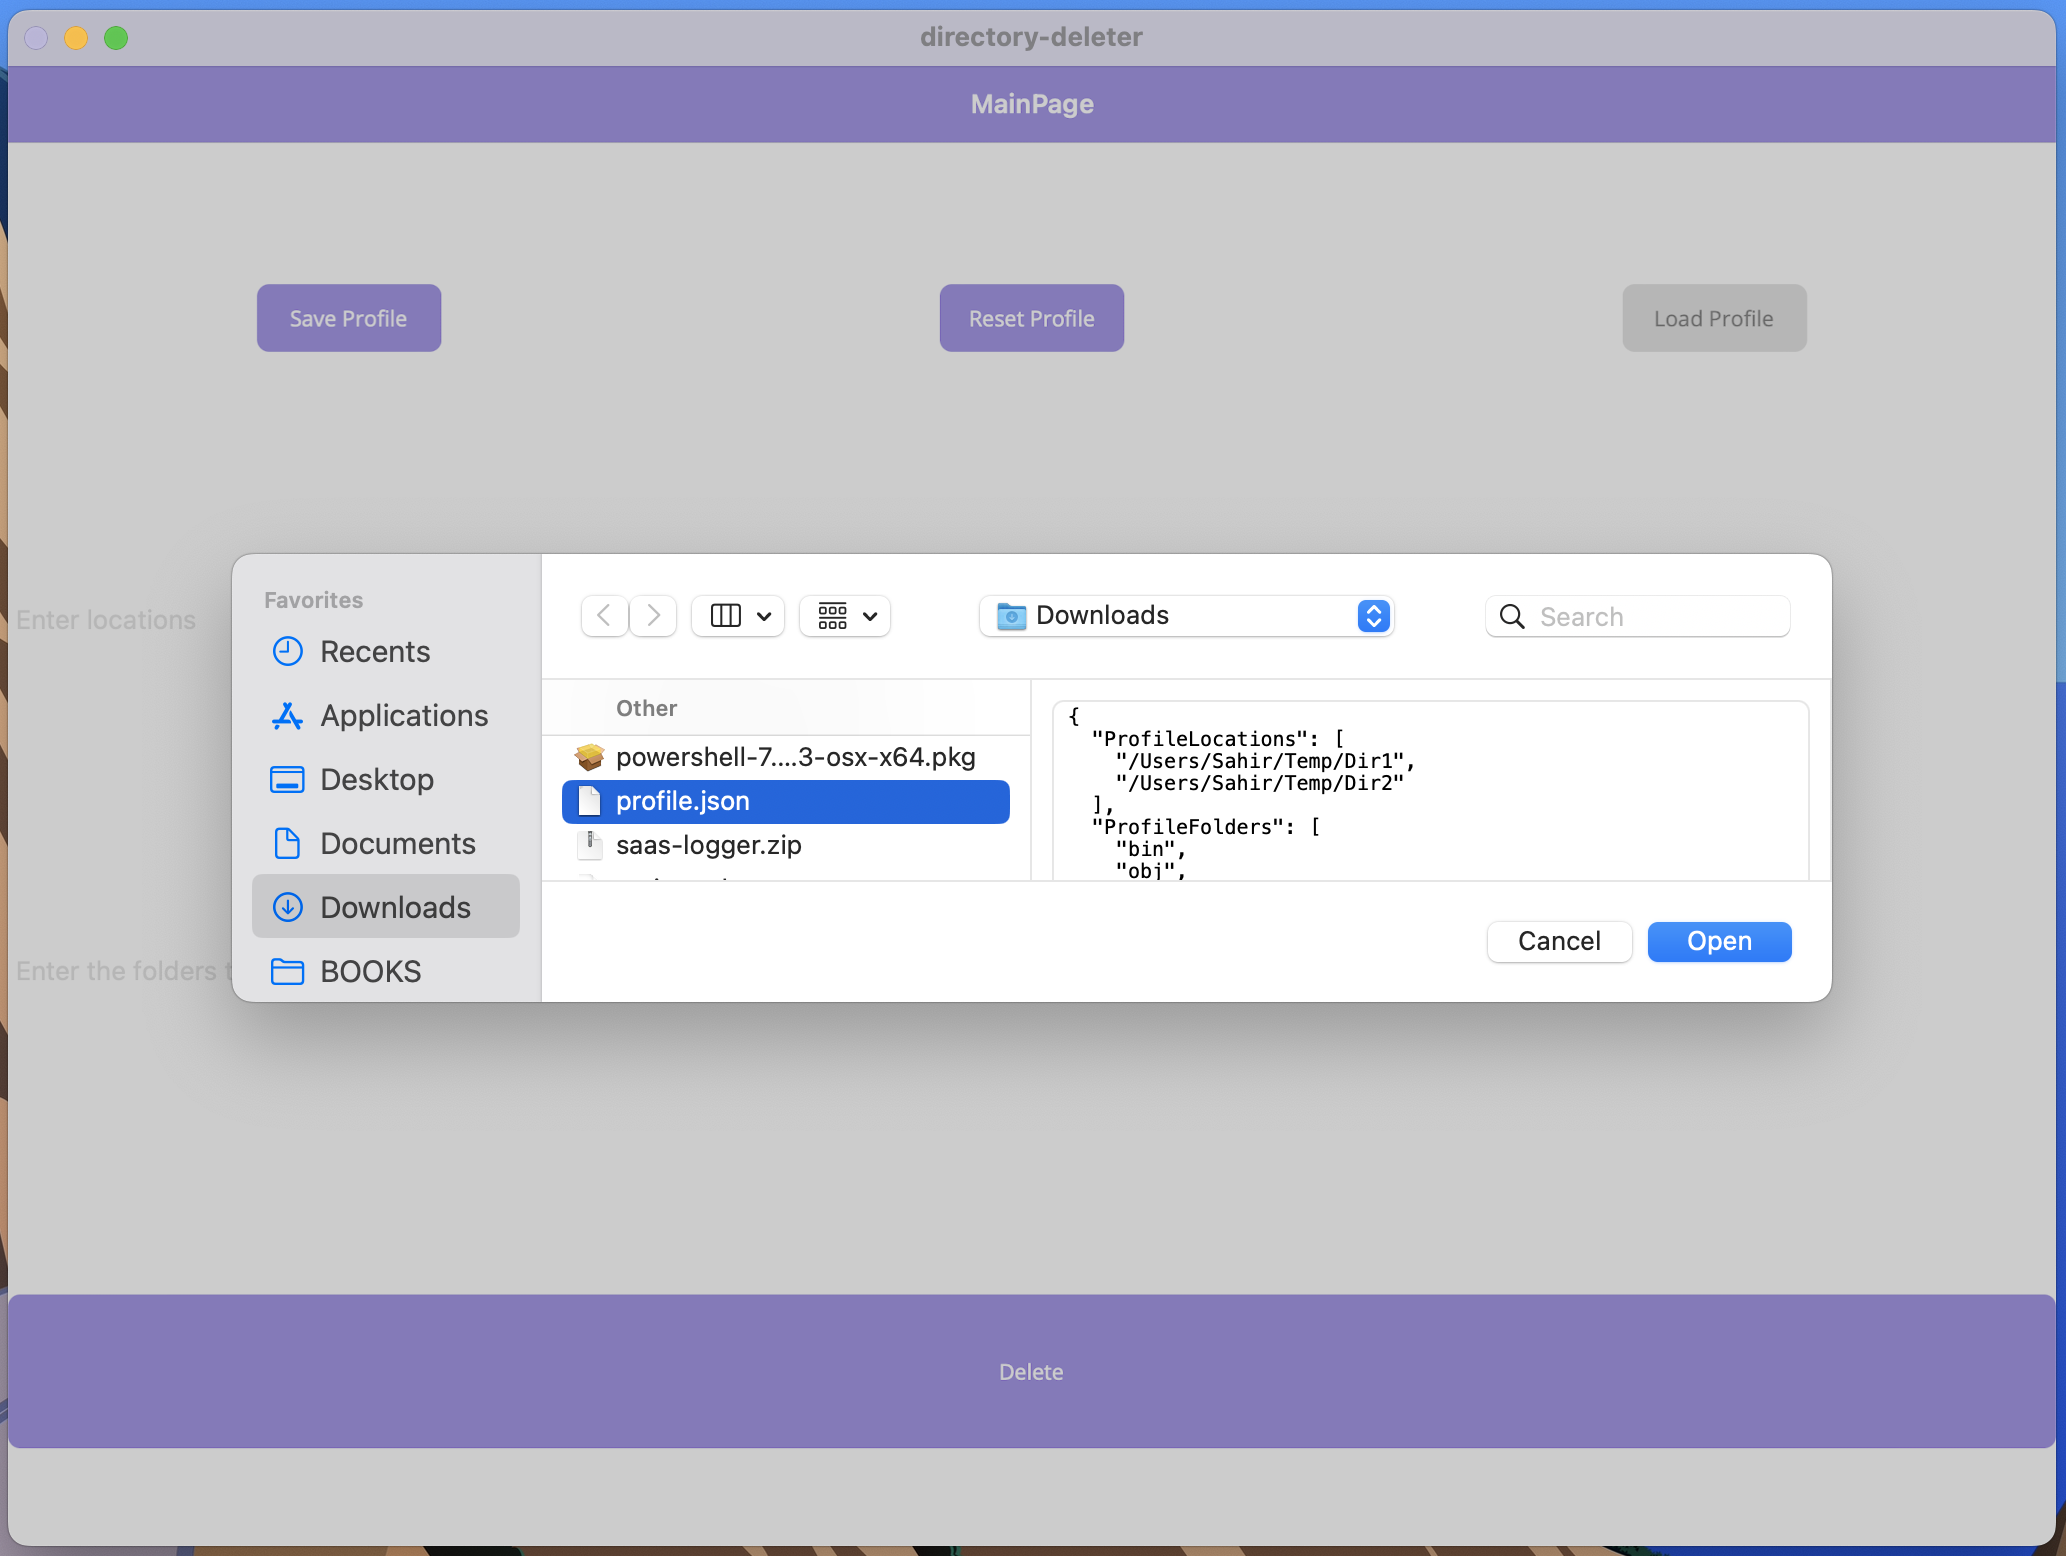 directory-deleter
MainPage
Save Profile
Reset Profile
Load Profile
Enter locations
Enter the folders
Favorites
Recents
Applications
Desktop
Documents
Downloads
BOOKS
Downloads
Search
Other
powershell-7....3-osx-x64.pkg
profile.json
saas-logger.zip
{
"ProfileLocations": [
"/Users/Sahir/Temp/Dir1",
"/Users/Sahir/Temp/Dir2"
],
"ProfileFolders": [
"bin",
"obj",
Cancel
Open
Delete